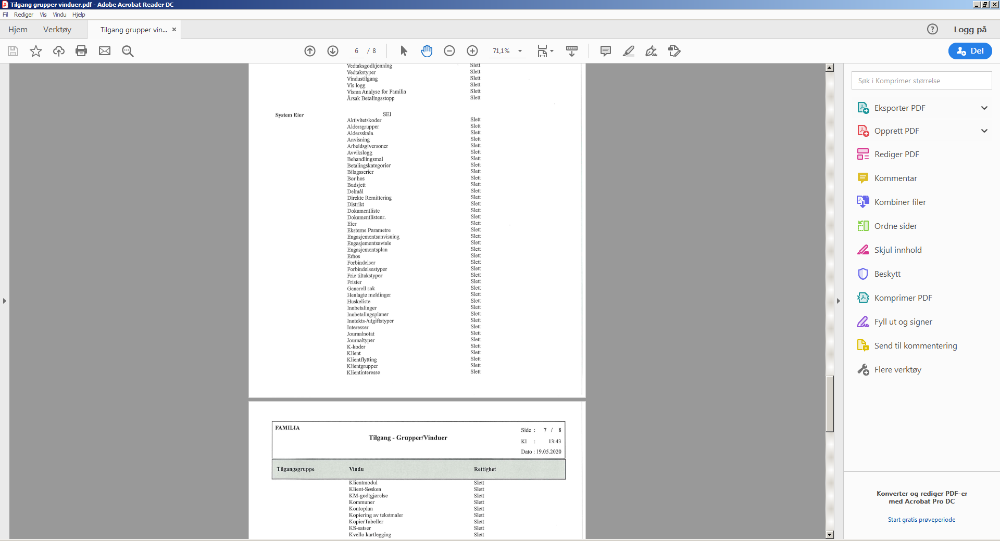 Tilgang grupper vinduer.pdf - Adobe Acrobat Reader DC
Fil Rediger Vis Vindu Hjelp
Hjem Verktøy Tilgang grupper vin... × ? Logg på
6 / 8 71,1% Del
Vedtaksgodkjenning Slett
Vedtakstyper Slett
Vindustilgang Slett
Vis logg Slett
Visma Analyse for Familia Slett
Årsak Betalingsstopp Slett
System Eier SEI
Aktivitetskoder Slett
Aldersgrupper Slett
Aldersskala Slett
Anvisning Slett
Arbeidsgiversoner Slett
Avvikslogg Slett
Behandlingsmal Slett
Betalingskategorier Slett
Bilagsserier Slett
Bor hos Slett
Budsjett Slett
Delmål Slett
Direkte Remittering Slett
Distrikt Slett
Dokumentliste Slett
Dokumentlistenr. Slett
Eier Slett
Eksterne Parametre Slett
Engasjementsanvisning Slett
Engasjementsavtale Slett
Engasjementsplan Slett
Erhos Slett
Forbindelser Slett
Forbindelsestyper Slett
Frie tiltakstyper Slett
Frister Slett
Generell sak Slett
Henlagte meldinger Slett
Huskeliste Slett
Innbetalinger Slett
Innbetalingsplaner Slett
Inntekts-/utgiftstyper Slett
Interesser Slett
Journalnotat Slett
Journaltyper Slett
K-koder Slett
Klient Slett
Klientflytting Slett
Klientgrupper Slett
Klientinteresse Slett
FAMILIA
Tilgang - Grupper/Vinduer
Side : 7 / 8
Kl : 13:43
Dato : 19.05.2020
Tilgangsgruppe Vindu Rettighet
Klientmodul Slett
Klient-Søsken Slett
KM-godtgjørelse Slett
Kommuner Slett
Kontoplan Slett
Kopiering av tekstmaler Slett
KopierTabeller Slett
KS-satser Slett
Kvello kartlegging Slett
Søk i Komprimer størrelse
Eksporter PDF
Opprett PDF
Rediger PDF
Kommentar
Kombiner filer
Ordne sider
Skjul innhold
Beskytt
Komprimer PDF
Fyll ut og signer
Send til kommentering
Flere verktøy
Konverter og rediger PDF-er
med Acrobat Pro DC
Start gratis prøveperiode